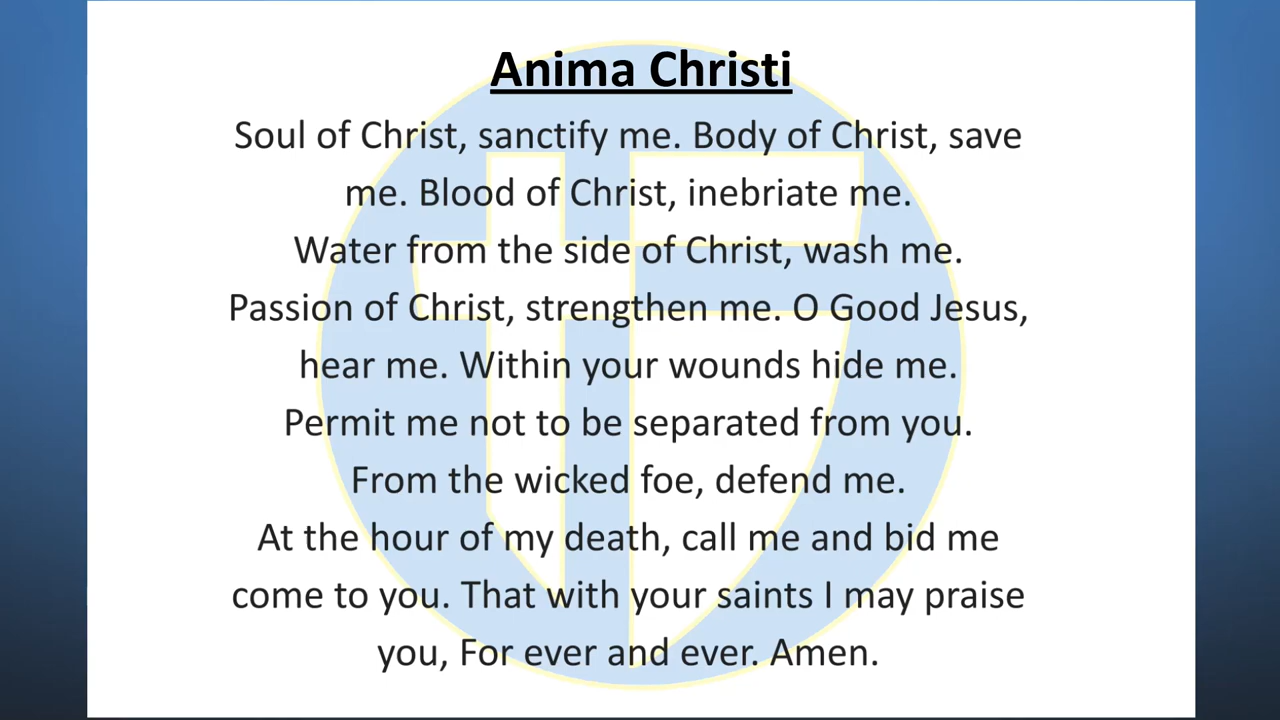 Anima Christi
Soul of Christ, sanctify me. Body of Christ, save
me. Blood of Christ, inebriate me.
Water from the side of Christ, wash me.
Passion of Christ, strengthen me. O Good Jesus,
hear me. Within your wounds hide me.
Permit me not to be separated from you.
From the wicked foe, defend me.
At the hour of my death, call me and bid me
come to you. That with your saints I may praise
you, For ever and ever. Amen.